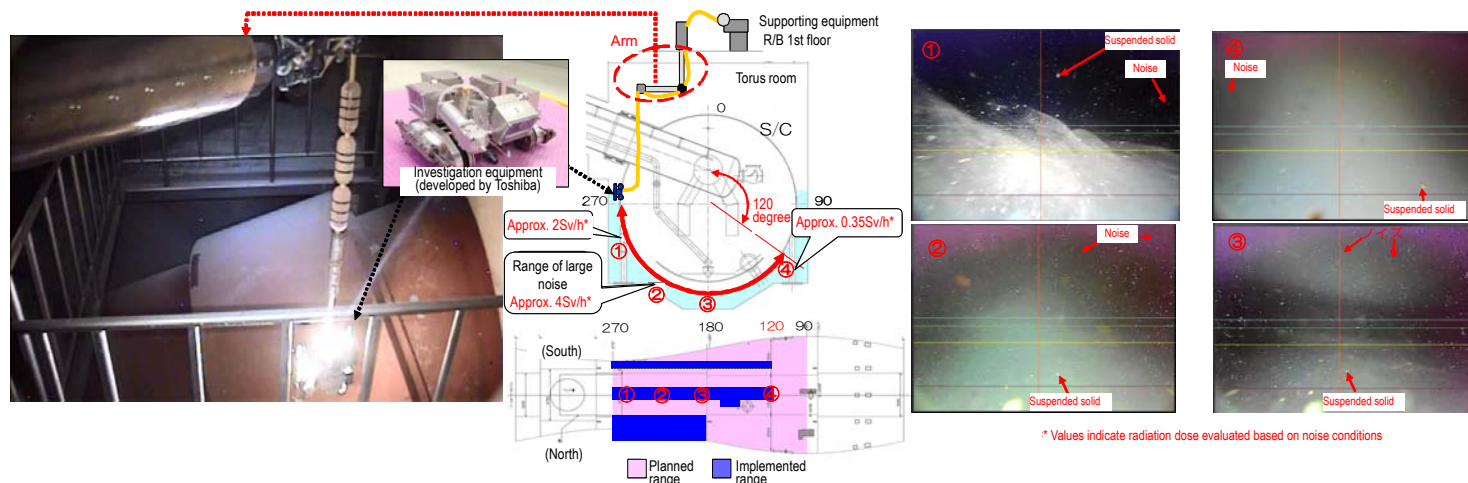 Investigation equipment
(developed by Toshiba)
Supporting equipment
R/B 1st floor
Arm
Torus room
0
S/C
270
90
120
degree
Approx. 2Sv/h*
Approx. 0.35Sv/h*
①
Range of large
noise
Approx. 4Sv/h*
②
③
④
270
180
120
90
(South)
①
②
③
④
(North)
Planned
range
Implemented
range
①
Suspended solid
Noise
④
Noise
Suspended solid
②
Noise
Suspended solid
③
ノイズ
Suspended solid
* Values indicate radiation dose evaluated based on noise conditions